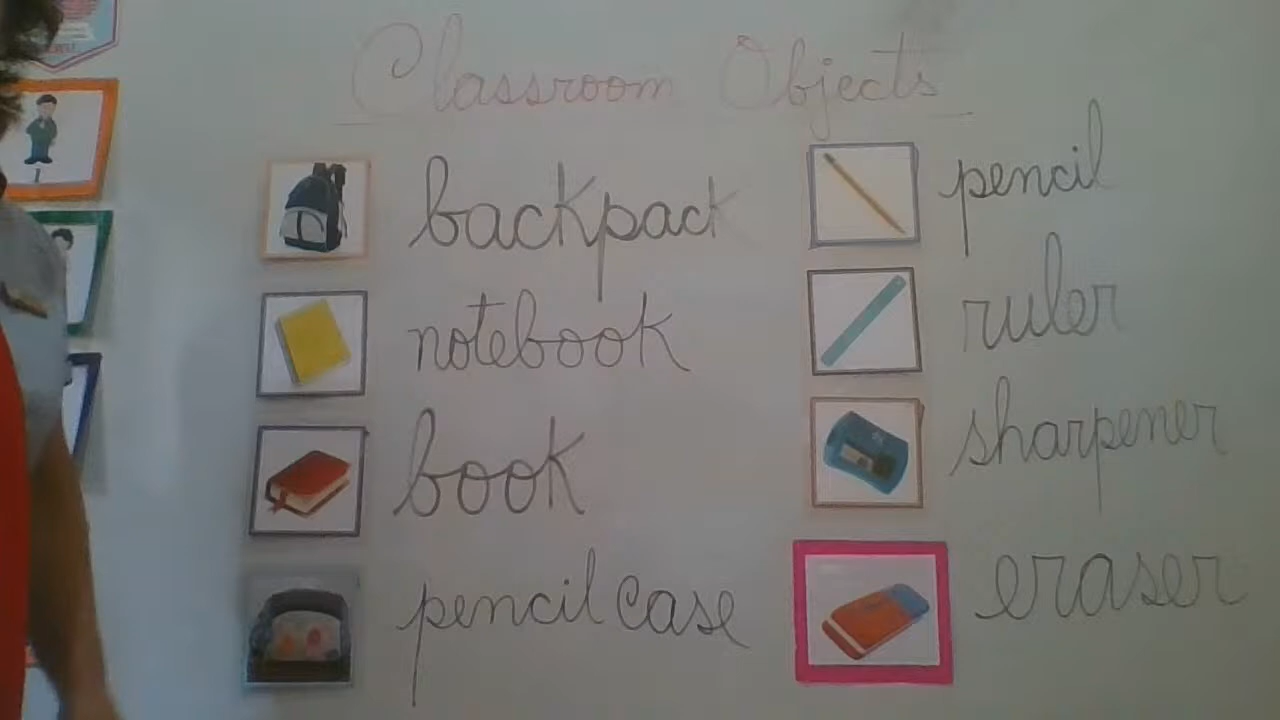 Classroom Objects
backpack
notebook
book
pencil case
pencil
ruler
sharpener
eraser